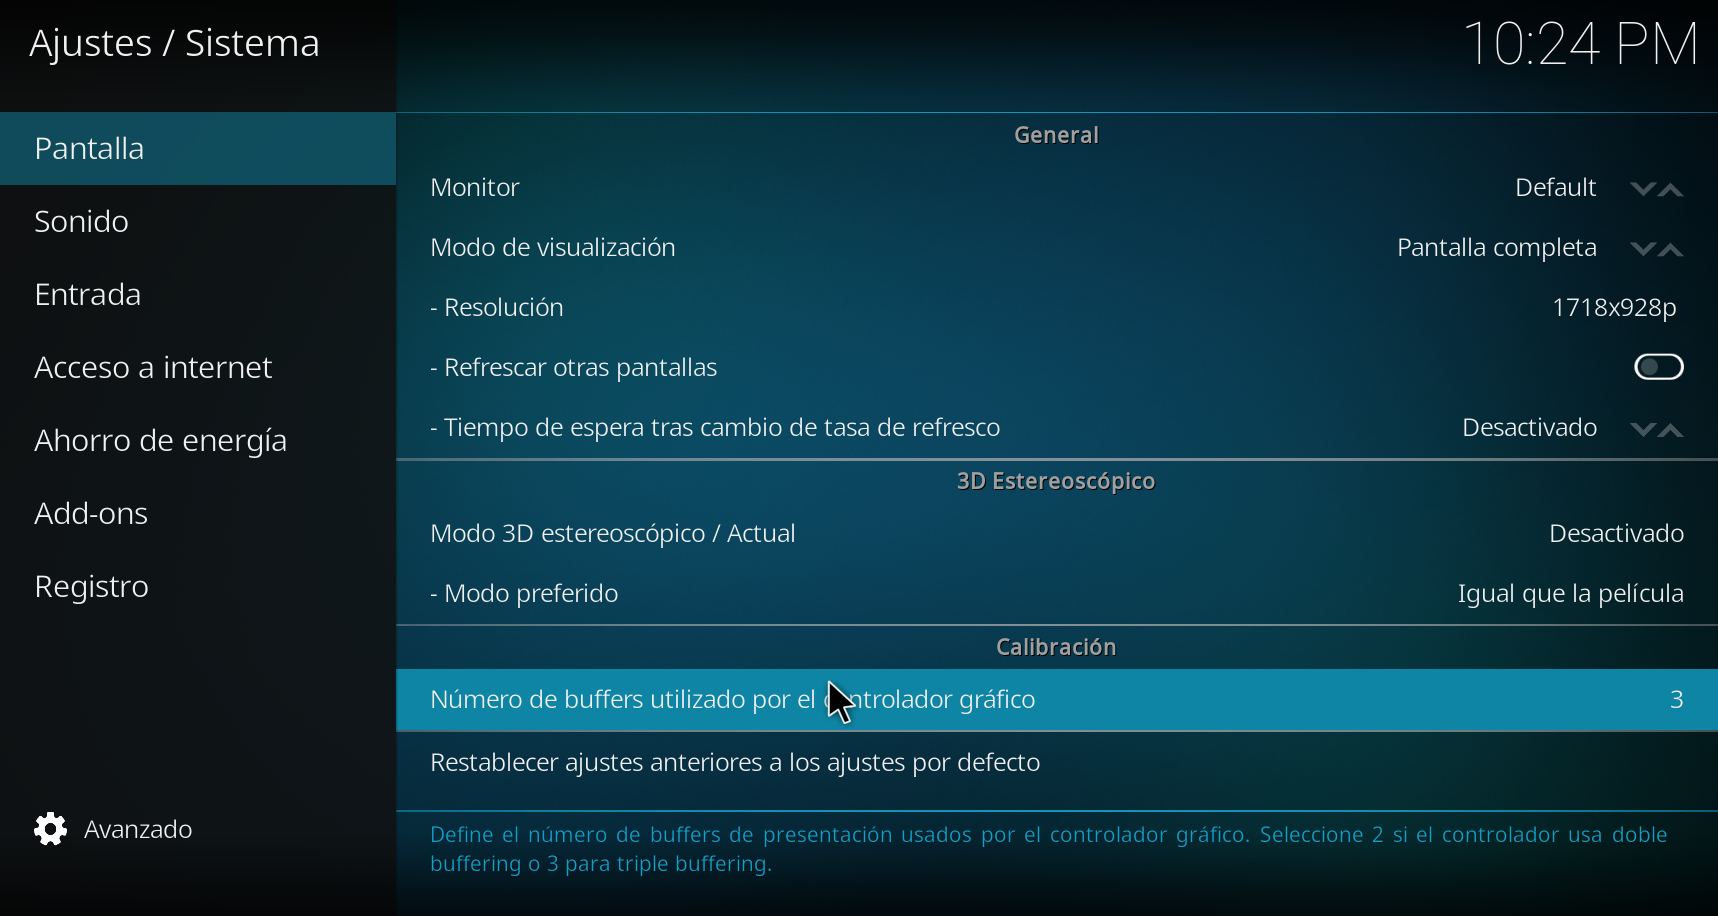 Ajustes / Sistema
10:24 PM
Pantalla
Sonido
Entrada
Acceso a internet
Ahorro de energía
Add-ons
Registro
Avanzado
General
Monitor Default
Modo de visualización Pantalla completa
- Resolución 1718x928p
- Refrescar otras pantallas
- Tiempo de espera tras cambio de tasa de refresco Desactivado
3D Estereoscópico
Modo 3D estereoscópico / Actual Desactivado
- Modo preferido Igual que la película
Calibración
Número de buffers utilizado por el controlador gráfico 3
Restablecer ajustes anteriores a los ajustes por defecto
Define el número de buffers de presentación usados por el controlador gráfico. Seleccione 2 si el controlador usa doble
buffering o 3 para triple buffering.